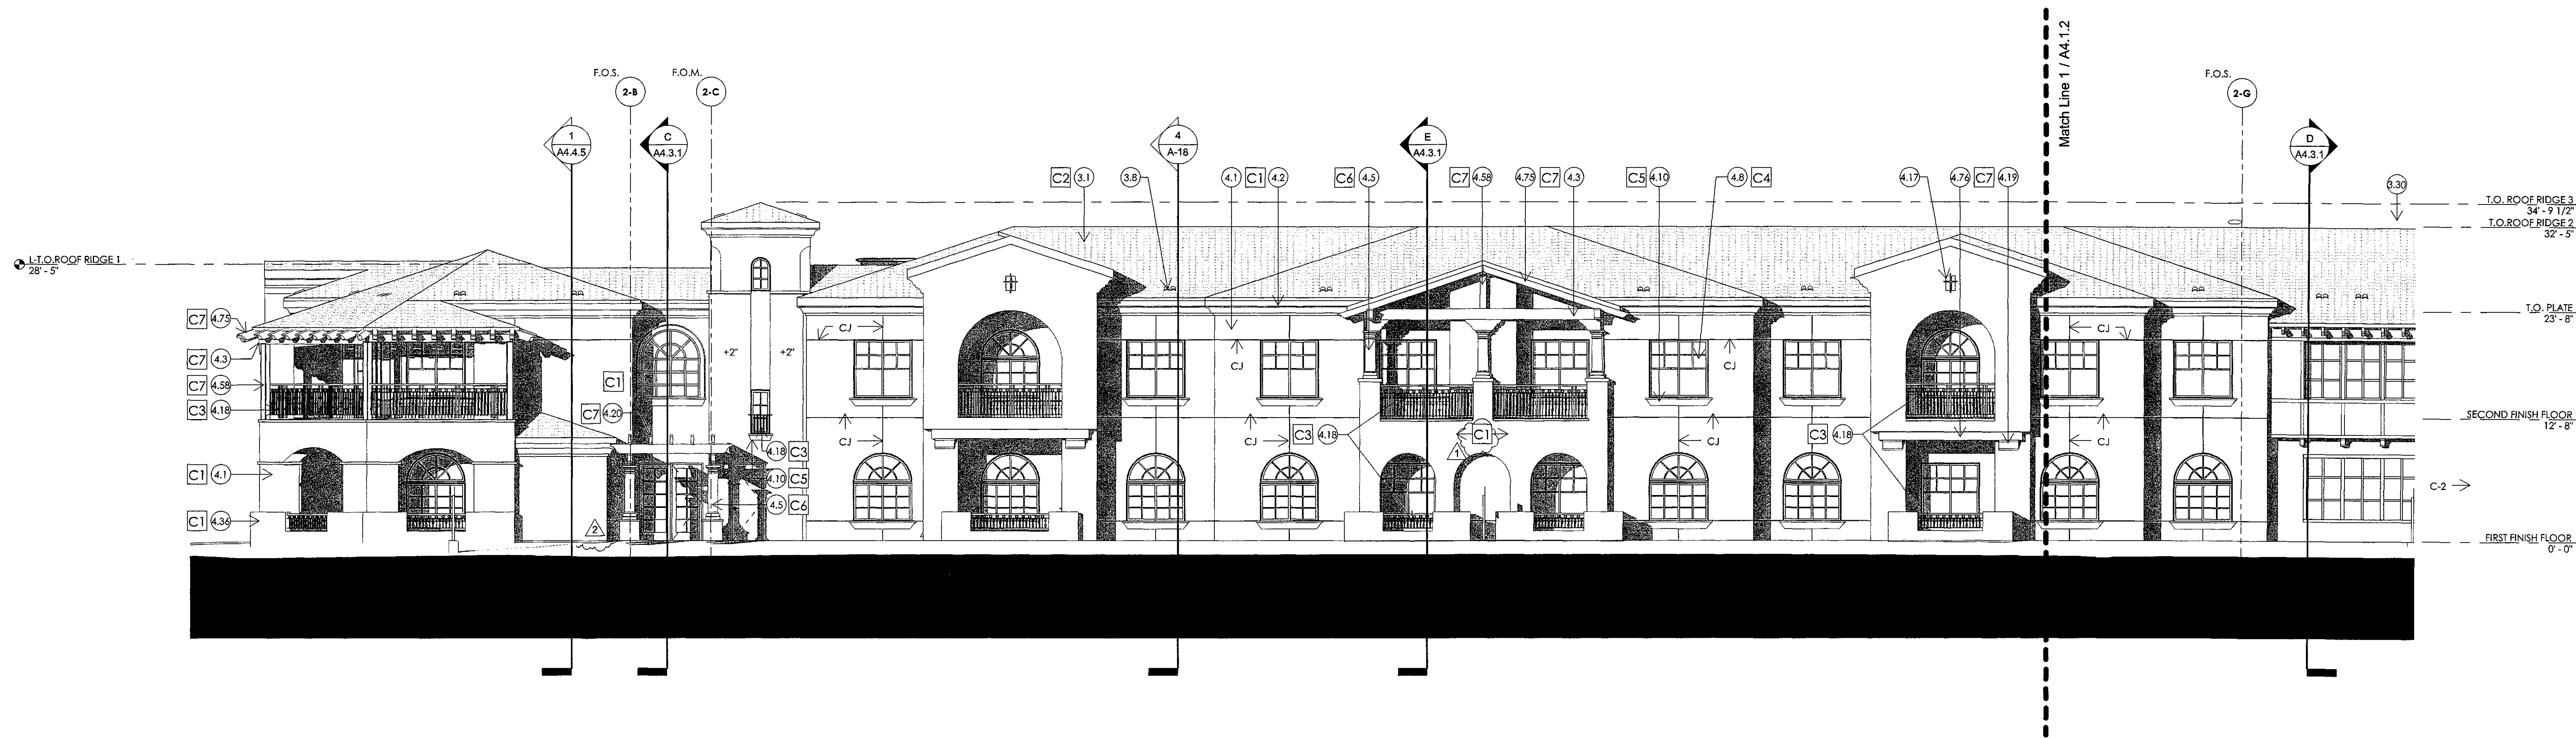 Match Line 1 / A4.1.2
F.O.S.
F.O.M.
F.O.S.
2-B
2-C
2-G
1
A4.4.5
C
A4.3.1
4
A-18
E
A4.3.1
D
A4.3.1
C2 3.1
3.8
4.1
C1 4.2
C6 4.5
C7 4.58
4.75
C7 4.3
C5 4.10
4.8 C4
4.17
4.76
C7 4.19
3.30
T.O. ROOF RIDGE 3
34' - 9 1/2"
T.O.ROOF RIDGE 2
32' - 5"
L-T.O.ROOF RIDGE 1
28' - 5"
T.O. PLATE
23' - 8"
C7 4.75
C7 4.3
C7 4.58
C3 4.18
C1
C7 4.20
+2"
+2"
CJ
CJ
CJ
CJ
CJ
CJ
CJ
CJ
CJ
SECOND FINISH FLOOR
12' - 8"
C3 4.18
C1
1
C3 4.18
4.18 C3
4.10 C5
4.5 C6
C1 4.1
C1 4.36
2
C-2
FIRST FINISH FLOOR
0' - 0"